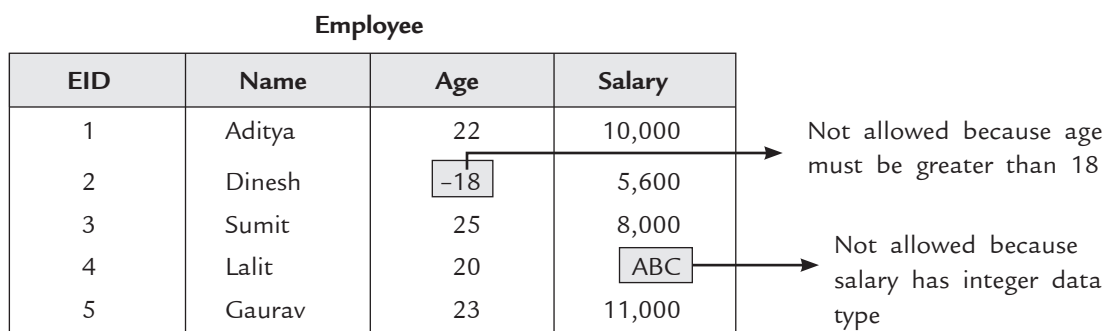 Employee
EID Name Age Salary
1 Aditya 22 10,000
2 Dinesh –18 5,600
3 Sumit 25 8,000
4 Lalit 20 ABC
5 Gaurav 23 11,000
Not allowed because age
must be greater than 18
Not allowed because
salary has integer data
type